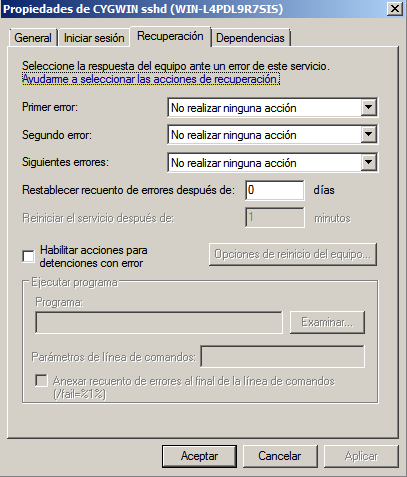 Propiedades de CYGWIN sshd (WIN-L4PDL9R7SIS)
General
Iniciar sesión
Recuperación
Dependencias
Seleccione la respuesta del equipo ante un error de este servicio.
Ayudarme a seleccionar las acciones de recuperación.
Primer error:
No realizar ninguna acción
Segundo error:
No realizar ninguna acción
Siguientes errores:
No realizar ninguna acción
Restablecer recuento de errores después de:
0
días
Reiniciar el servicio después de:
1
minutos
Habilitar acciones para
detenciones con error
Opciones de reinicio del equipo...
Ejecutar programa
Programa:
Examinar...
Parámetros de línea de comandos:
Anexar recuento de errores al final de la línea de comandos
(/fail=%1%)
Aceptar
Cancelar
Aplicar